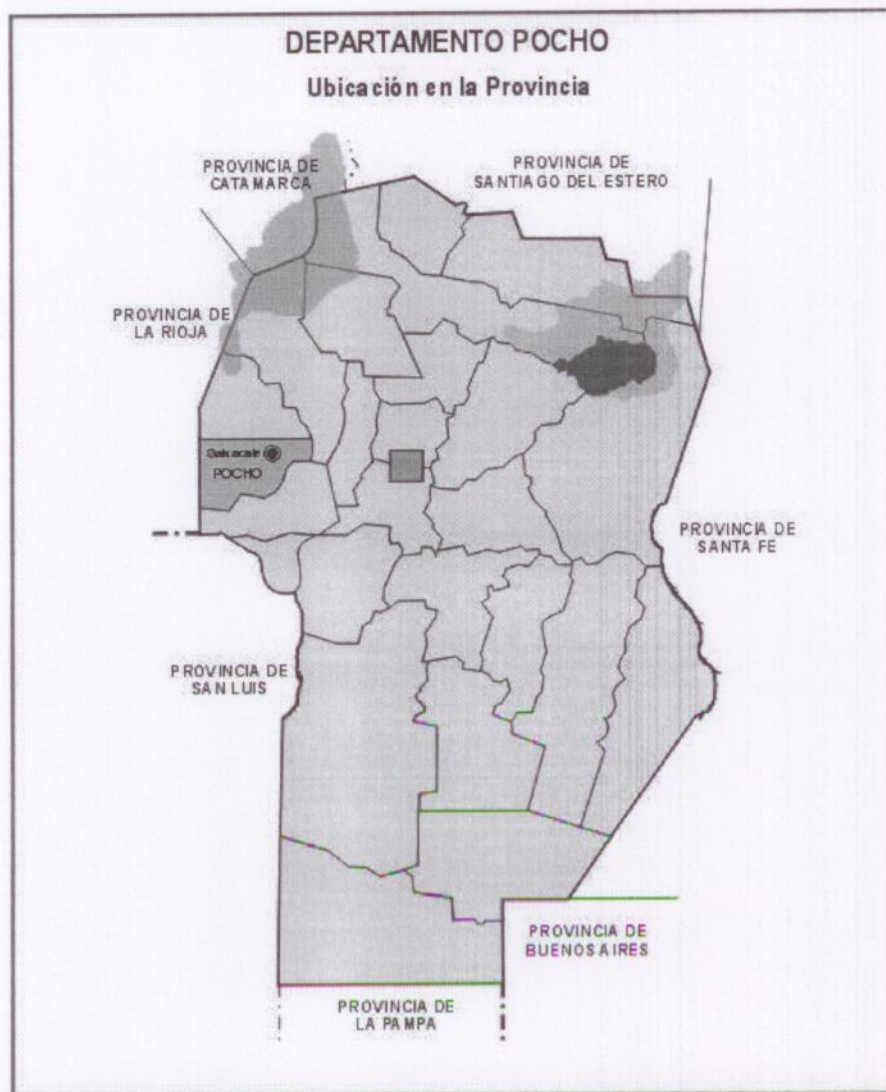 DEPARTAMENTO POCHO
Ubicación en la Provincia
PROVINCIA DE
CATAMARCA
PROVINCIA DE
SANTIAGO DEL ESTERO
PROVINCIA DE
LA RIOJA
POCHO
PROVINCIA DE
SANTA FE
PROVINCIA DE
SAN LUIS
PROVINCIA DE
BUENOS AIRES
PROVINCIA DE
LA PAMPA